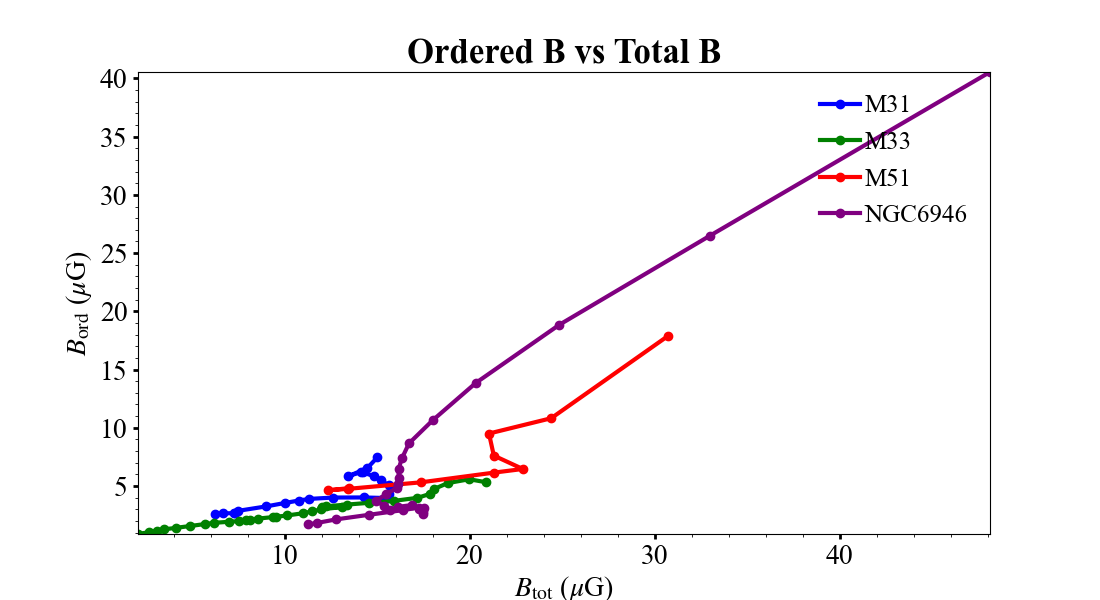 Ordered B vs Total B
M31
M33
M51
NGC6946
40
35
30
25
20
15
10
5
B_ord (μG)
10 20 30 40
B_tot (μG)